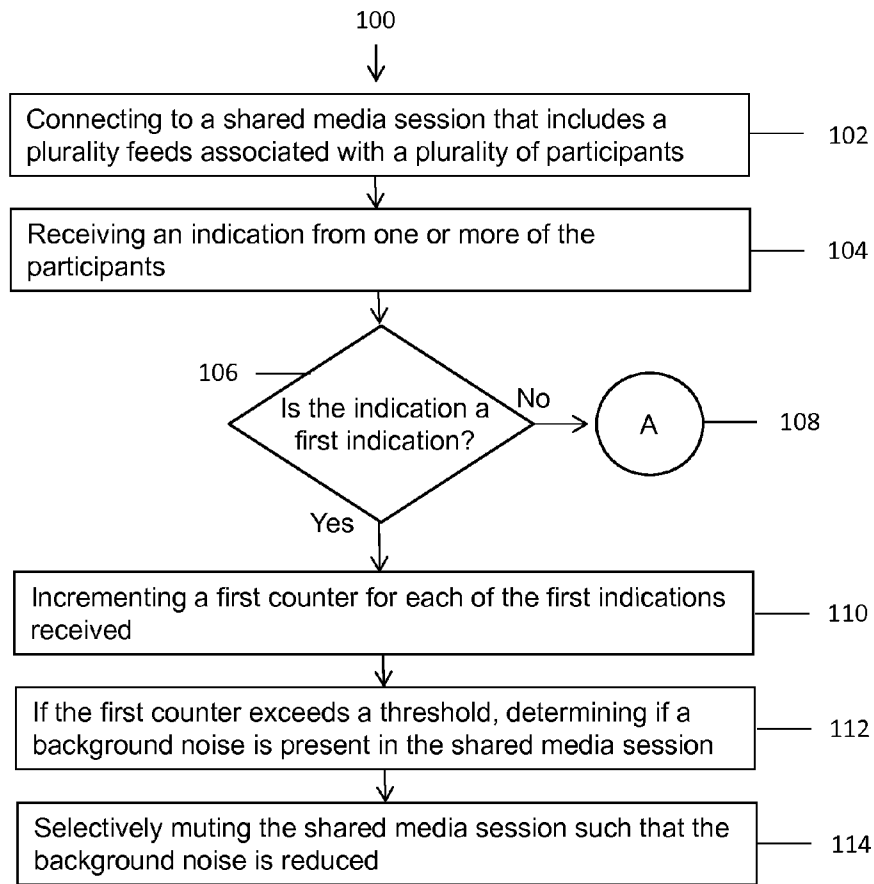 100
Connecting to a shared media session that includes a
plurality feeds associated with a plurality of participants
102
Receiving an indication from one or more of the
participants
104
106
Is the indication a
first indication?
No
A
108
Yes
Incrementing a first counter for each of the first indications
received
110
If the first counter exceeds a threshold, determining if a
background noise is present in the shared media session
112
Selectively muting the shared media session such that the
background noise is reduced
114